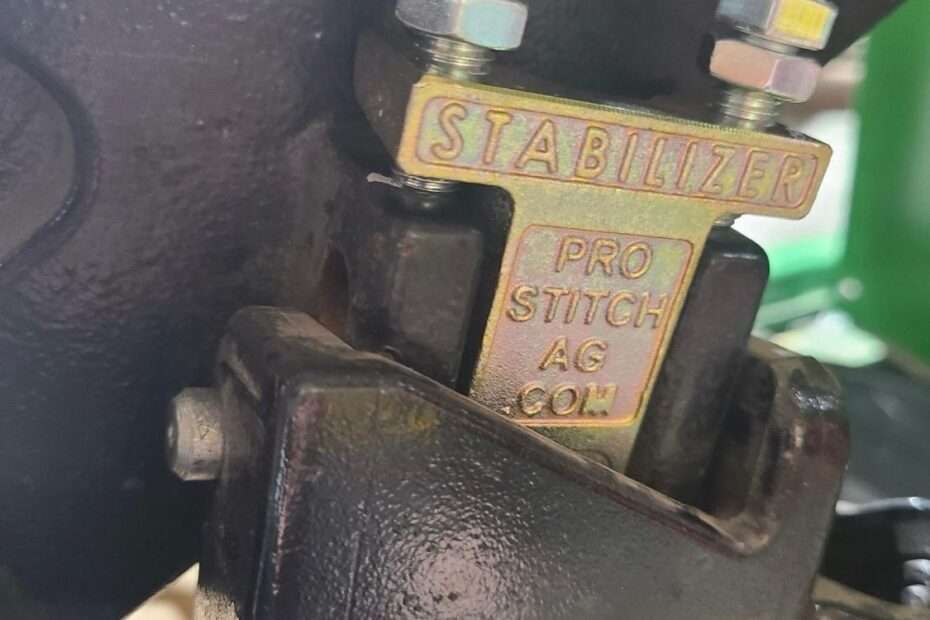 STABILIZER
PRO
STITCH
AG
.COM